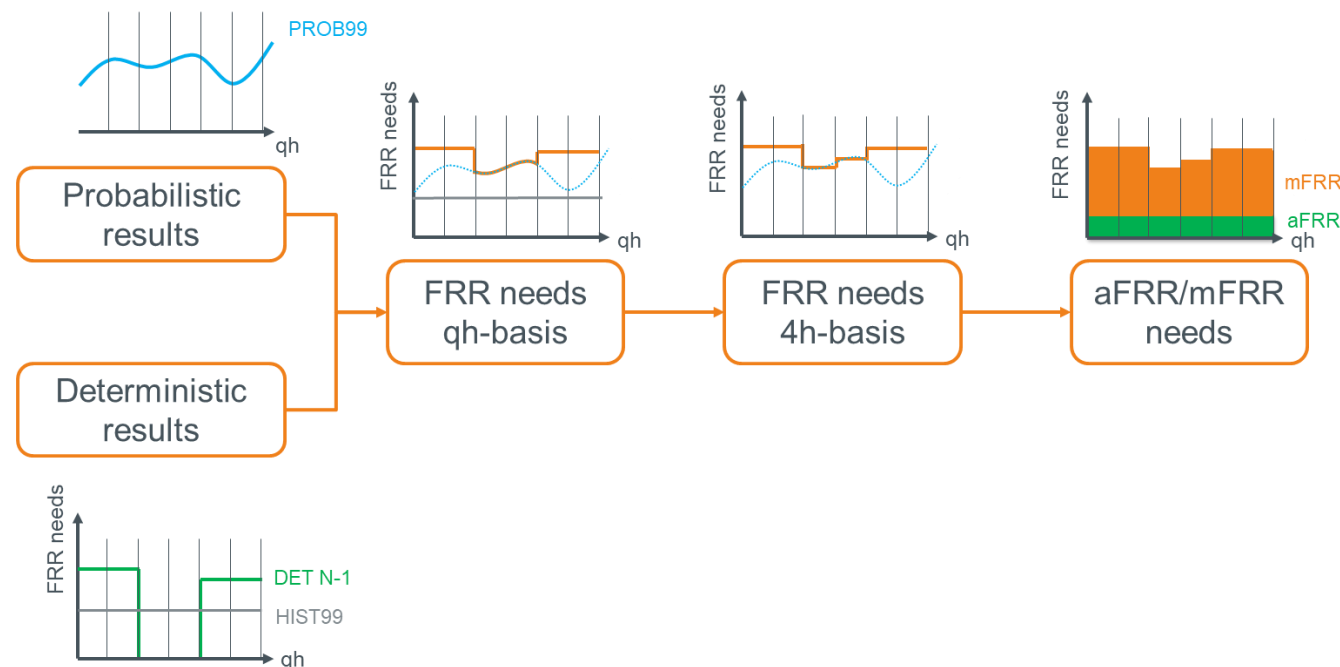 PROB99
qh
Probabilistic
results
Deterministic
results
FRR needs
DET N-1
HIST99
qh
FRR needs
qh
FRR needs
qh-basis
FRR needs
qh
FRR needs
4h-basis
FRR needs
mFRR
aFRR
qh
aFRR/mFRR
needs